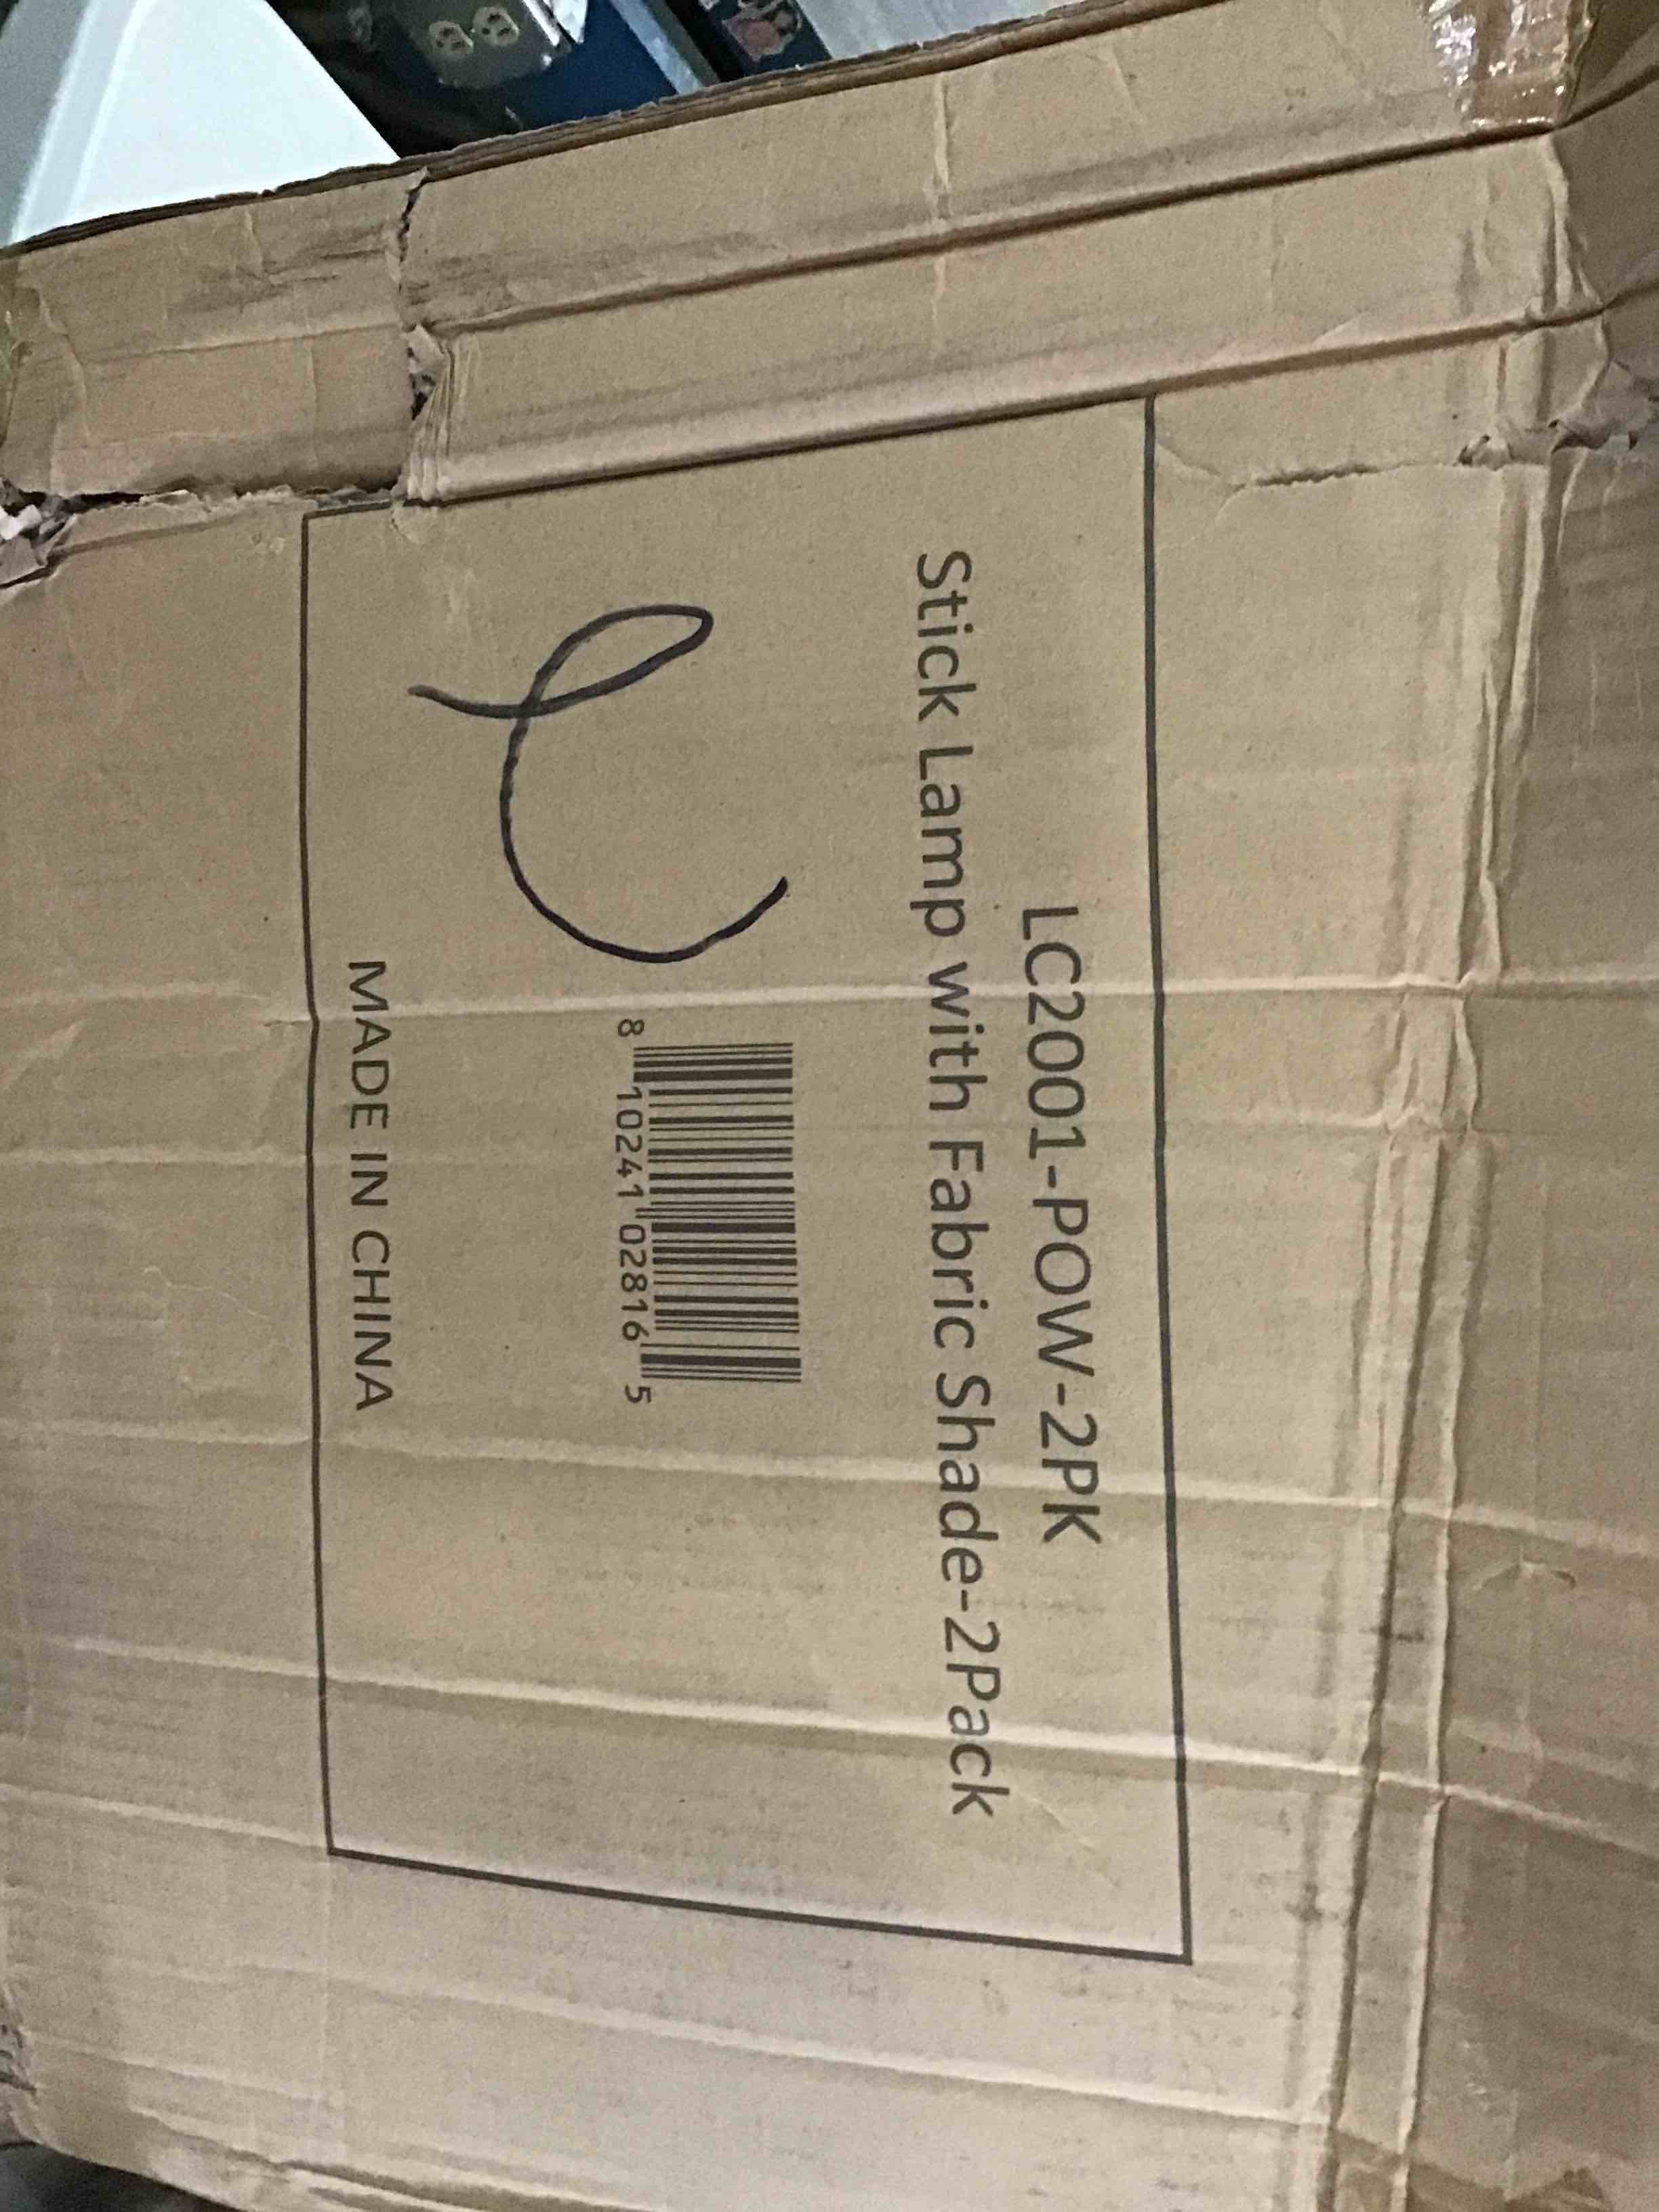 LC2001-POW-2PK
Stick Lamp with Fabric Shade-2Pack
8 10241 02816 5
MADE IN CHINA